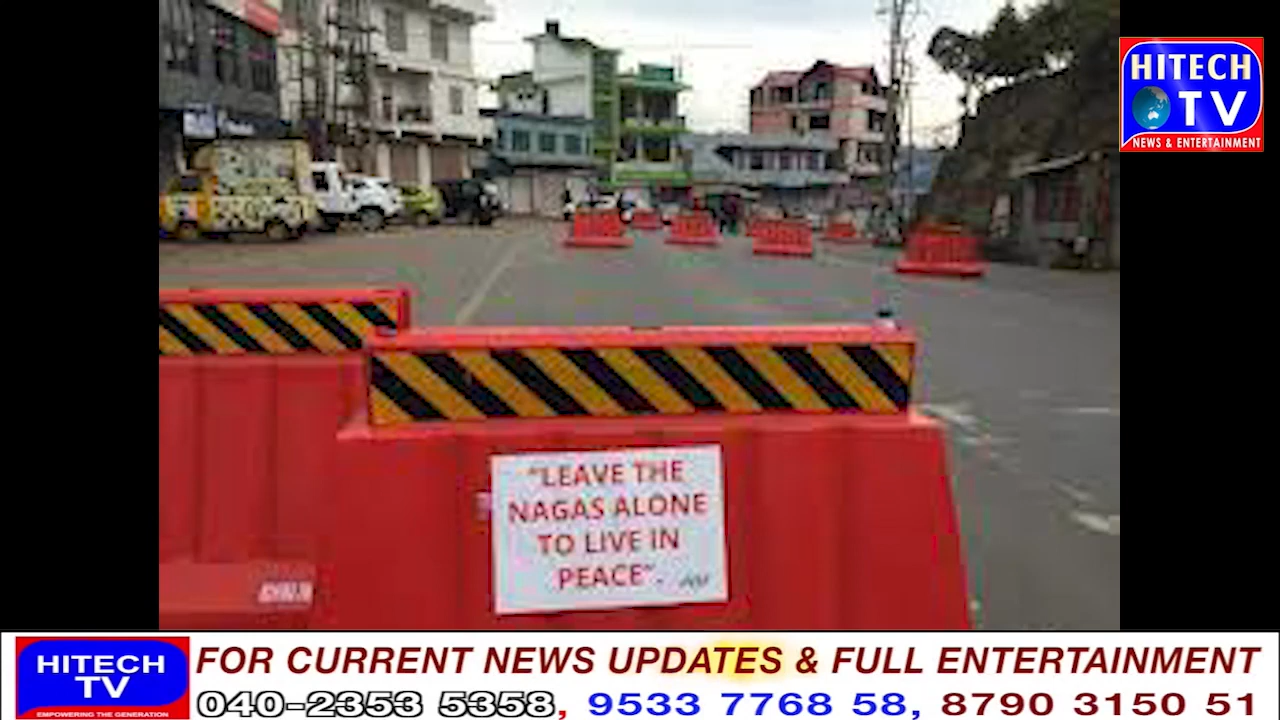 HITECH
TV
NEWS & ENTERTAINMENT
"LEAVE THE
NAGAS ALONE
TO LIVE IN
PEACE".
HITECH
TV
EMPOWERING THE GENERATION
FOR CURRENT NEWS UPDATES & FULL ENTERTAINMENT
040-2353 5358, 9533 7768 58, 8790 3150 51